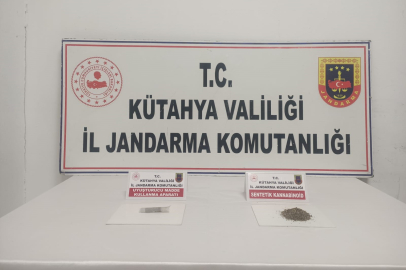 T.C.
KÜTAHYA VALİLİĞİ
İL JANDARMA KOMUTANLIĞI
T.C.
KÜTAHYA VALİLİĞİ
İL JANDARMA KOMUTANLIĞI
UYUŞTURUCU MADDE
KULLANMA APARATI
T.C.
KÜTAHYA VALİLİĞİ
İL JANDARMA KOMUTANLIĞI
SENTETİK KANNABİNOİD
JANDARMA